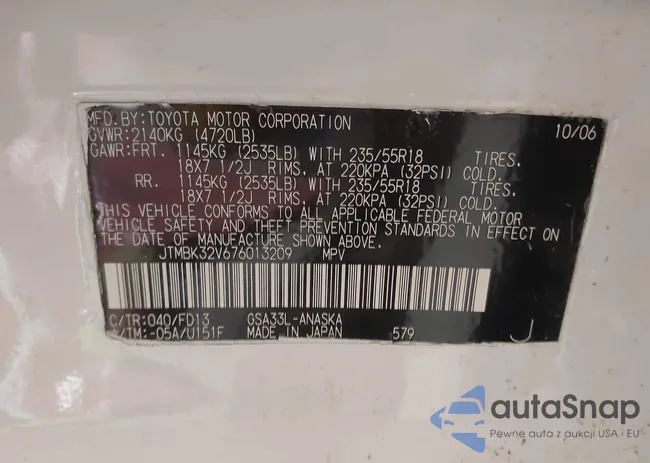 MFD.BY:TOYOTA MOTOR CORPORATION 10/06
GVWR:2140KG (4720LB)
GAWR:FRT. 1145KG (2535LB) WITH 235/55R18 TIRES.
18X7 1/2J RIMS, AT 220KPA (32PSI) COLD.
RR. 1145KG (2535LB) WITH 235/55R18 TIRES.
18X7 1/2J RIMS, AT 220KPA (32PSI) COLD.
THIS VEHICLE CONFORMS TO ALL APPLICABLE FEDERAL MOTOR
VEHICLE SAFETY AND THEFT PREVENTION STANDARDS IN EFFECT ON
THE DATE OF MANUFACTURE SHOWN ABOVE.
JTMBK32V676013209 MPV
C/TR:040/FD13 GSA33L-ANASKA
/TM:-05A/U151F MADE IN JAPAN 579 J
autaSnap
Pewne auta z aukcji USA i EU